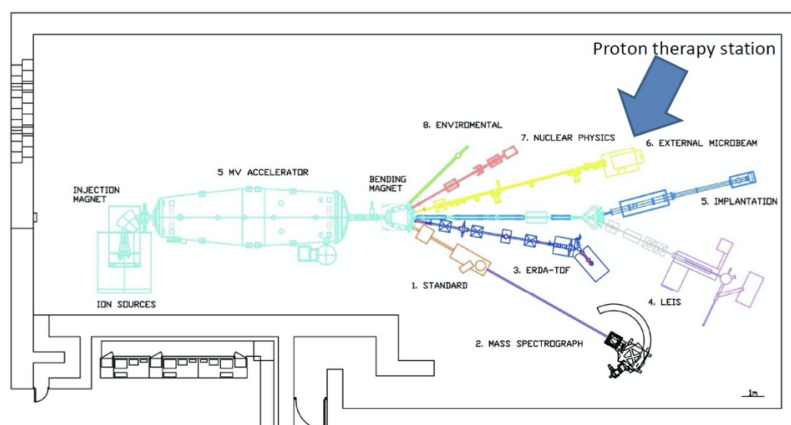 Proton therapy station
8. ENVIROMENTAL
7. NUCLEAR PHYSICS
6. EXTERNAL MICROBEAM
5 MV ACCELERATOR
BENDING
MAGNET
INJECTION
MAGNET
5. IMPLANTATION
3. ERDA-TOF
1. STANDARD
ION SOURCES
4. LEIS
2. MASS SPECTROGRAPH
1m